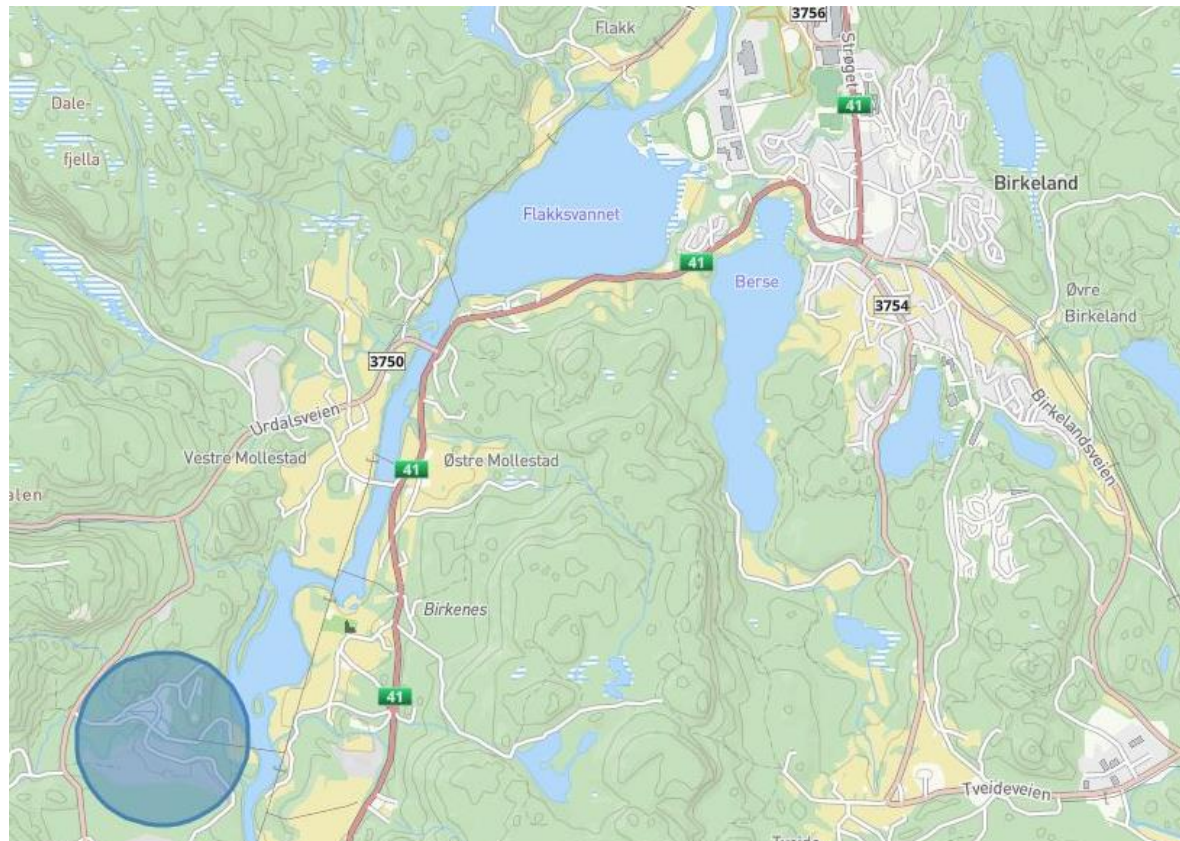 3756
Flakk
Strøget
Dale-
fjella
41
Birkeland
Flakksvannet
41
Berse
Øvre
Birkeland
3754
3750
Urdalsveien
Birkelandsveien
Vestre Mollestad
41
Østre Mollestad
alen
Birkenes
41
Tveideveien